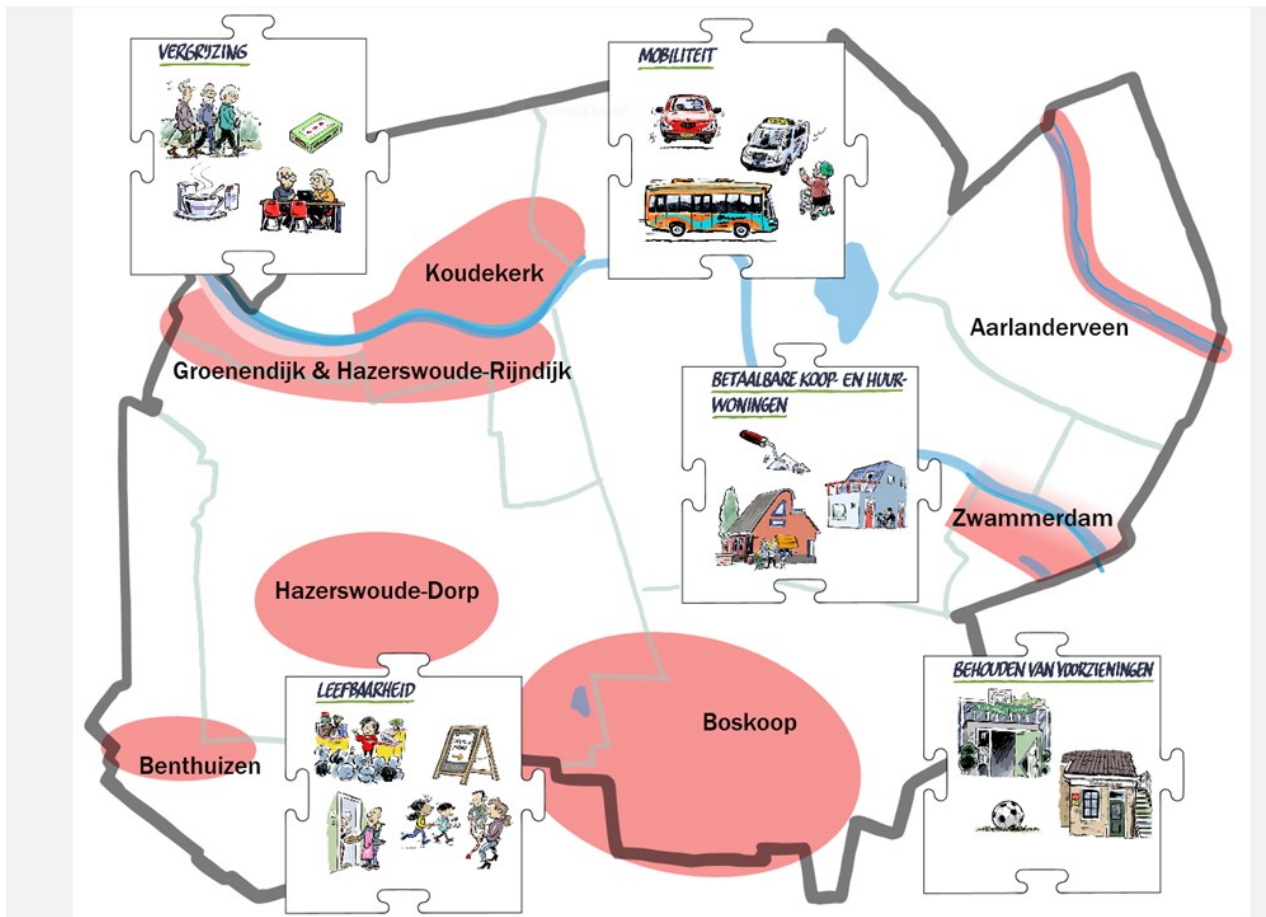 VERGRIJZING
MOBILITEIT
Koudekerk
Aarlanderveen
Groenendijk & Hazerswoude-Rijndijk
BETAALBARE KOOP- EN HUUR-
WONINGEN
Zwammerdam
Hazerswoude-Dorp
LEEFBAARHEID
BEHOUDEN VAN VOORZIENINGEN
Boskoop
Benthuizen